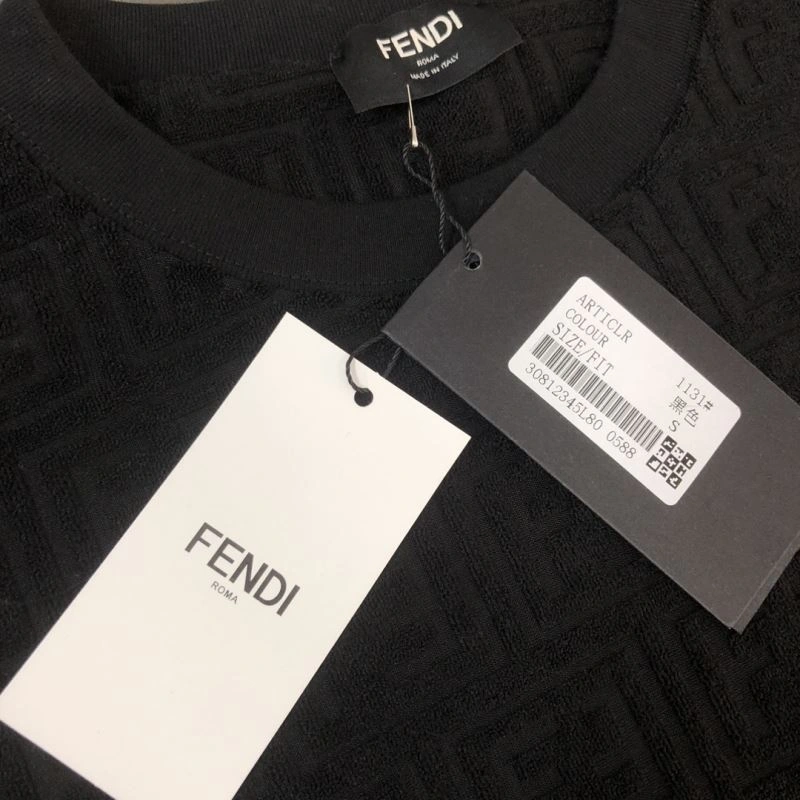 FENDI
ROMA
MADE IN ITALY
ARTICLR 1131#
COLOUR 黑色
SIZE/FIT S
30812345L80 0588
FENDI
ROMA